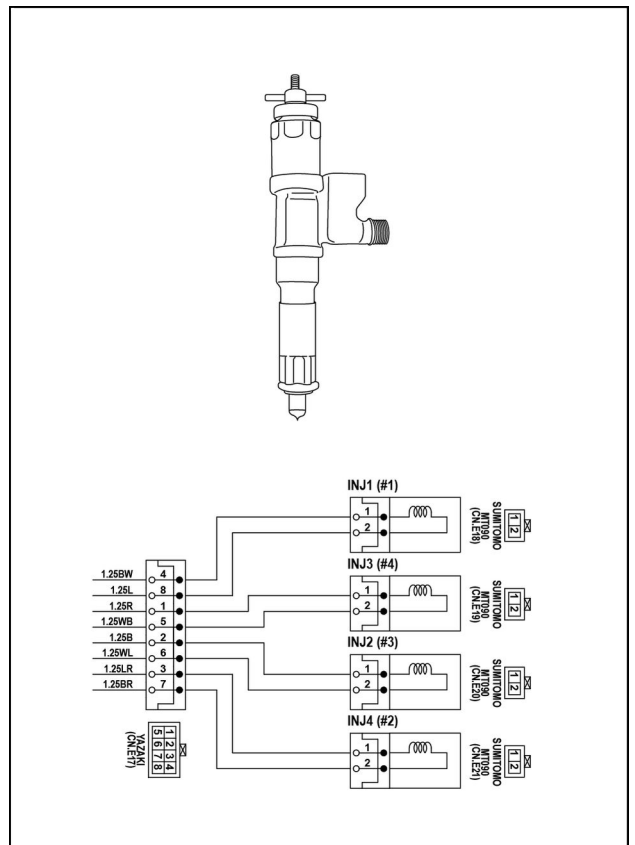 INJ1 (#1)
1
2
SUMITOMO
MT090
(CN.E18)
1 2
INJ3 (#4)
1
2
SUMITOMO
MT090
(CN.E19)
1 2
INJ2 (#3)
1
2
SUMITOMO
MT090
(CN.E20)
1 2
INJ4 (#2)
1
2
SUMITOMO
MT090
(CN.E21)
1 2
1.25BW 4
1.25L 8
1.25R 1
1.25WB 5
1.25B 2
1.25WL 6
1.25LR 3
1.25BR 7
YAZAKI
(CN.E17)
1 2 3 4
5 6 7 8